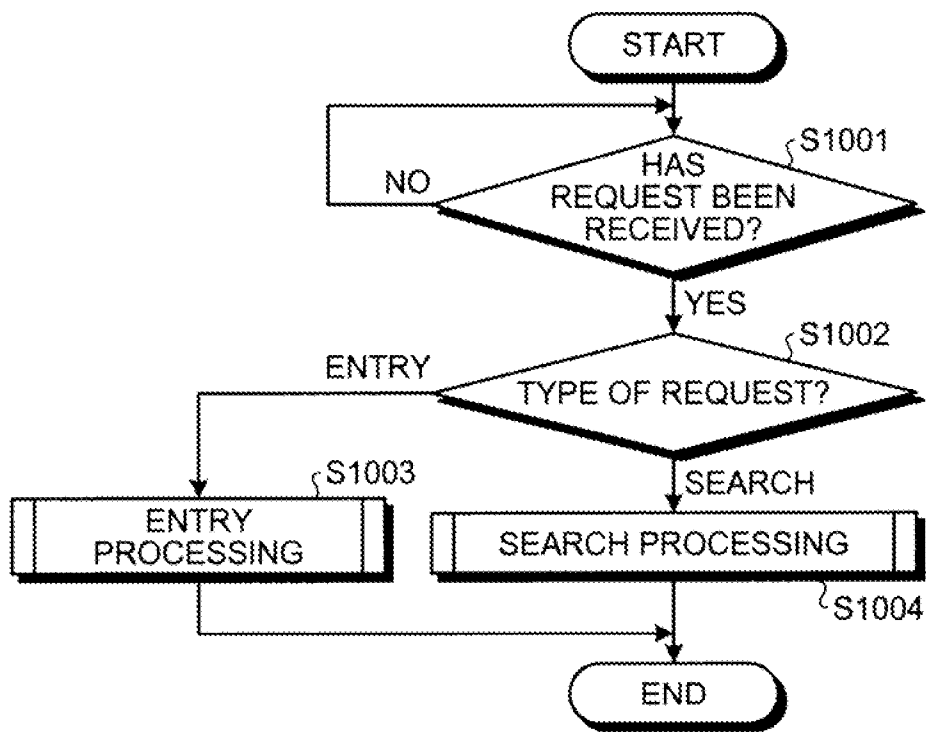 START
S1001
HAS
REQUEST BEEN
RECEIVED?
NO
YES
S1002
ENTRY
TYPE OF REQUEST?
S1003
SEARCH
ENTRY
PROCESSING
SEARCH PROCESSING
S1004
END